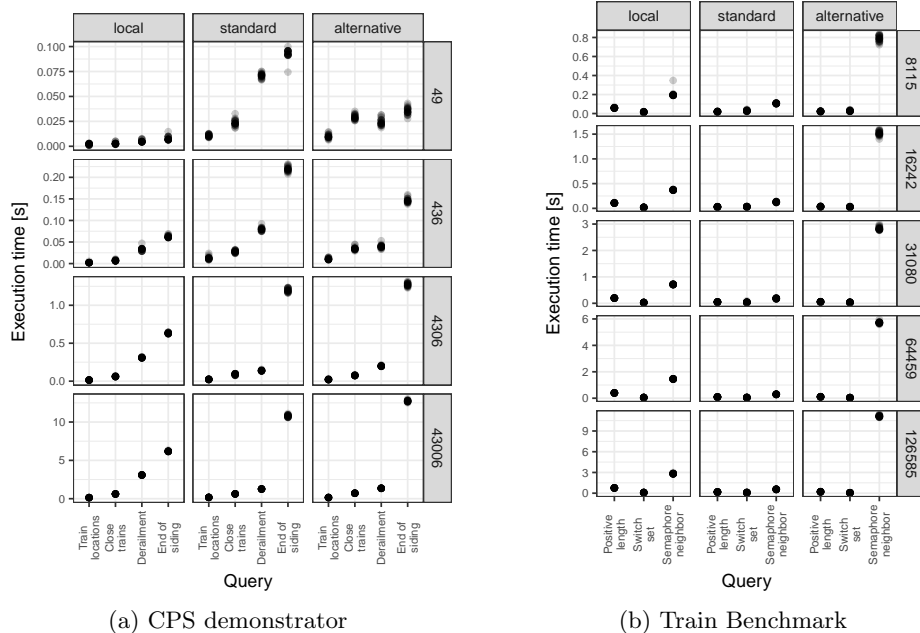 local standard alternative
0.100
0.075
0.050
0.025
0.000
49
0.20
0.15
0.10
0.05
0.00
436
1.0
0.5
0.0
4306
10
5
0
43006
Execution time [s]
Train locations
Close trains
Derailment
End of siding
Train locations
Close trains
Derailment
End of siding
Train locations
Close trains
Derailment
End of siding
Query
(a) CPS demonstrator
local standard alternative
0.8
0.6
0.4
0.2
0.0
8115
1.5
1.0
0.5
0.0
16242
3
2
1
0
31080
6
4
2
0
64459
9
6
3
0
126585
Execution time [s]
Positive length
Switch set
Semaphore neighbor
Positive length
Switch set
Semaphore neighbor
Positive length
Switch set
Semaphore neighbor
Query
(b) Train Benchmark